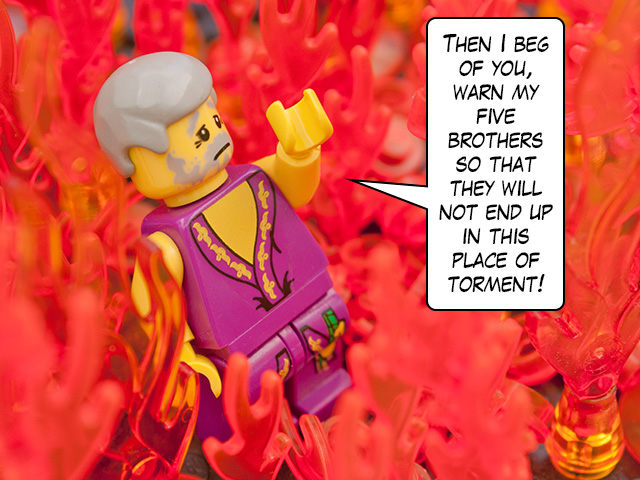 THEN I BEG
OF YOU,
WARN MY
FIVE
BROTHERS
SO THAT
THEY WILL
NOT END UP
IN THIS
PLACE OF
TORMENT!